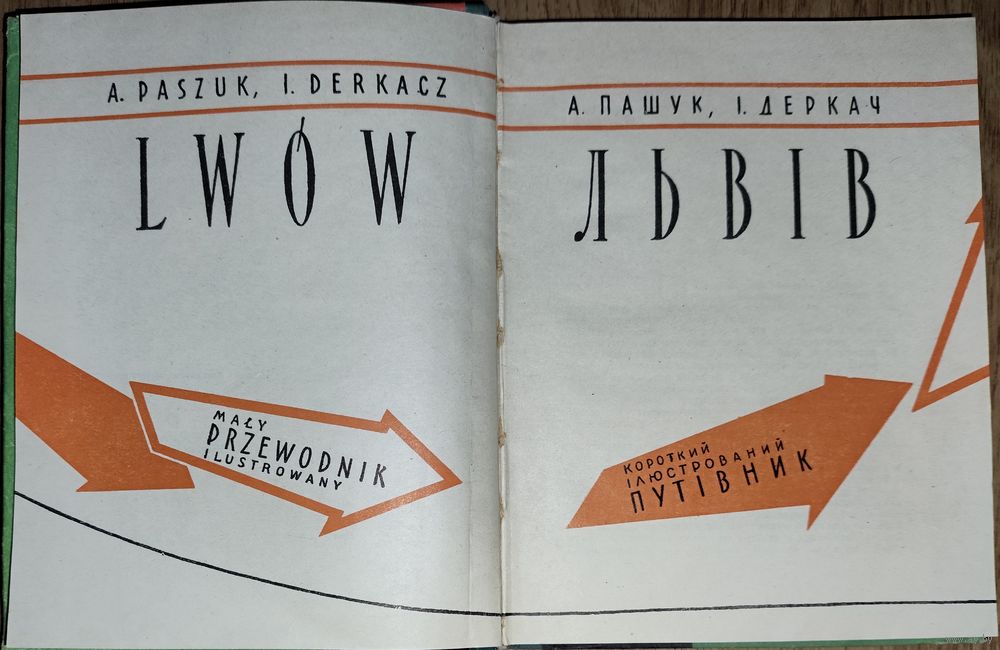 A. PASZUK, I. DERKACZ
LWÓW
MAŁY
PRZEWODNIK
ILUSTROWANY
А. ПАШУК, І. ДЕРКАЧ
ЛЬВІВ
КОРОТКИЙ
ІЛЮСТРОВАНИЙ
ПУТІВНИК